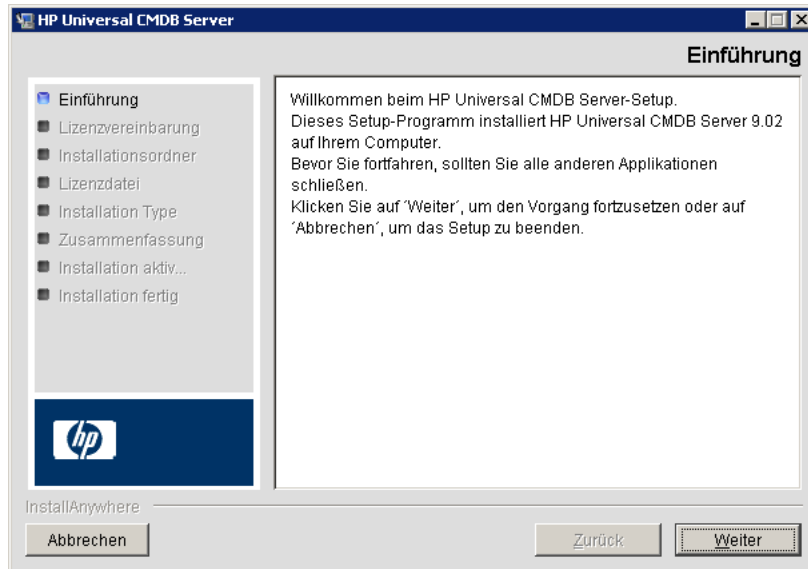 HP Universal CMDB Server
Einführung
Einführung
Lizenzvereinbarung
Installationsordner
Lizenzdatei
Installation Type
Zusammenfassung
Installation aktiv...
Installation fertig
Willkommen beim HP Universal CMDB Server-Setup.
Dieses Setup-Programm installiert HP Universal CMDB Server 9.02
auf Ihrem Computer.
Bevor Sie fortfahren, sollten Sie alle anderen Applikationen
schließen.
Klicken Sie auf ´Weiter´, um den Vorgang fortzusetzen oder auf
´Abbrechen´, um das Setup zu beenden.
hp
InstallAnywhere
Abbrechen
Zurück
Weiter